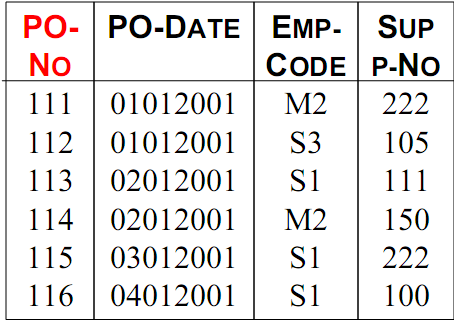 PO-NO PO-DATE EMP-CODE SUPP-NO
111 01012001 M2 222
112 01012001 S3 105
113 02012001 S1 111
114 02012001 M2 150
115 03012001 S1 222
116 04012001 S1 100